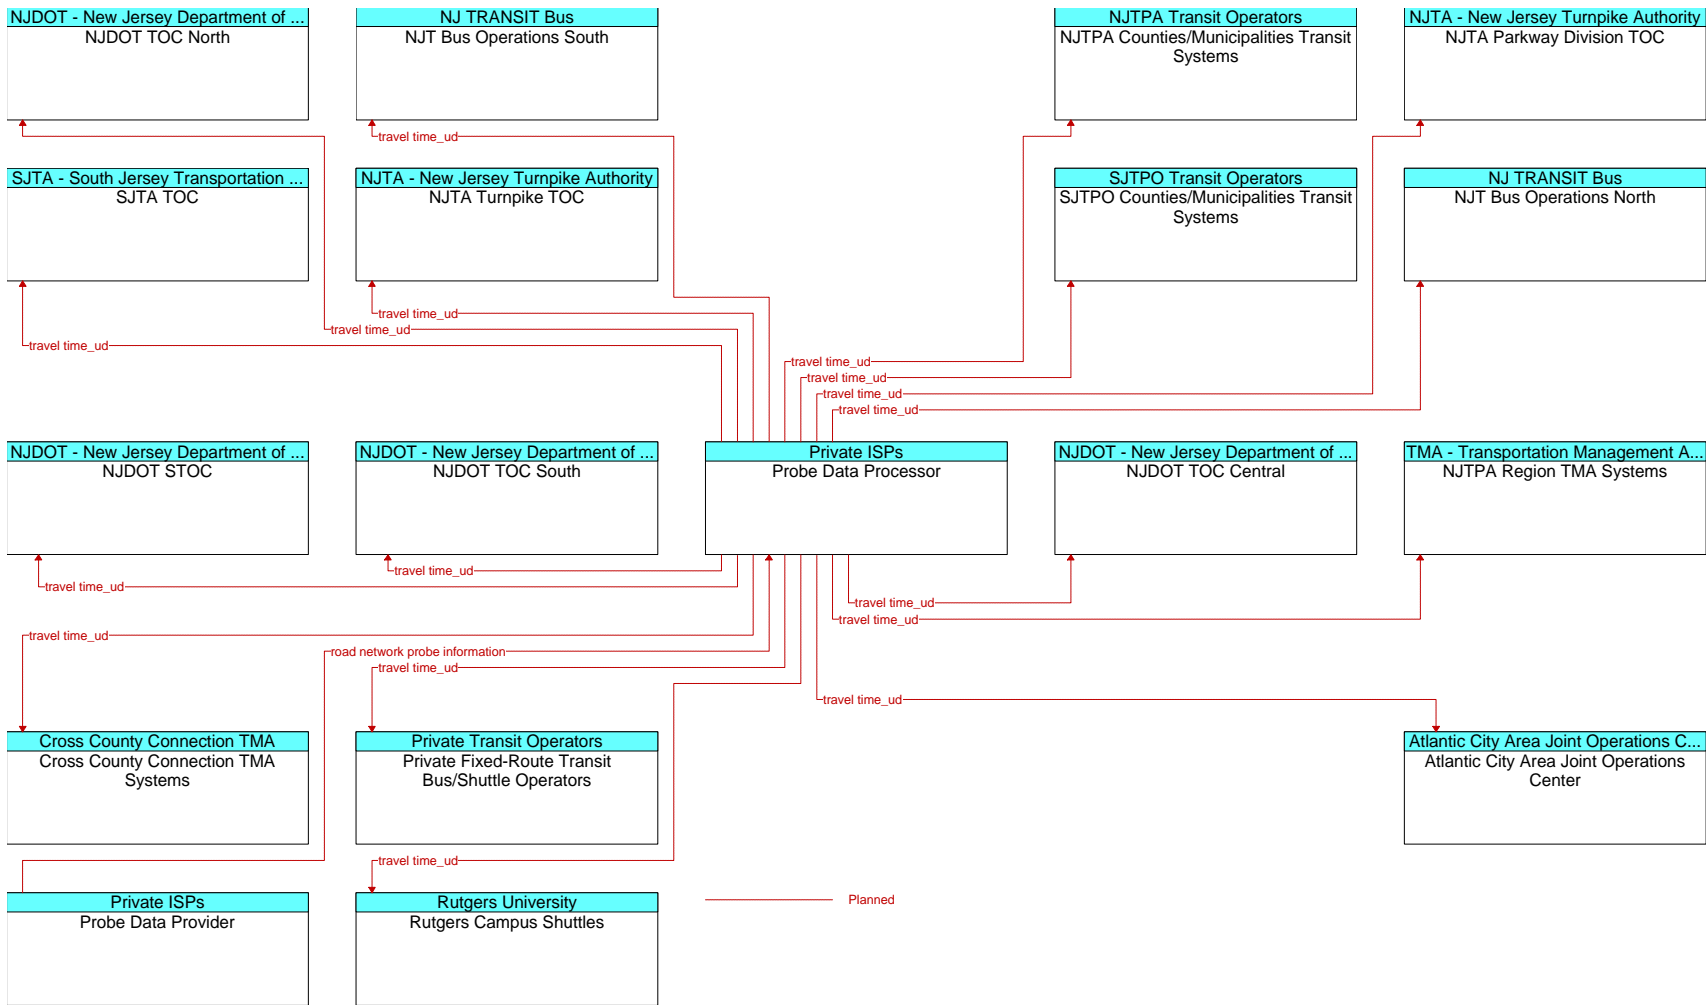 NJDOT - New Jersey Department of ...
NJDOT TOC North
NJ TRANSIT Bus
NJT Bus Operations South
NJTPA Transit Operators
NJTPA Counties/Municipalities Transit
Systems
NJTA - New Jersey Turnpike Authority
NJTA Parkway Division TOC
travel time_ud
SJTA - South Jersey Transportation ...
SJTA TOC
NJTA - New Jersey Turnpike Authority
NJTA Turnpike TOC
SJTPO Transit Operators
SJTPO Counties/Municipalities Transit
Systems
NJ TRANSIT Bus
NJT Bus Operations North
travel time_ud
travel time_ud
travel time_ud
travel time_ud
travel time_ud
travel time_ud
travel time_ud
NJDOT - New Jersey Department of ...
NJDOT STOC
NJDOT - New Jersey Department of ...
NJDOT TOC South
Private ISPs
Probe Data Processor
NJDOT - New Jersey Department of ...
NJDOT TOC Central
TMA - Transportation Management A...
NJTPA Region TMA Systems
travel time_ud
travel time_ud
travel time_ud
travel time_ud
travel time_ud
road network probe information
travel time_ud
travel time_ud
Cross County Connection TMA
Cross County Connection TMA
Systems
Private Transit Operators
Private Fixed-Route Transit
Bus/Shuttle Operators
Atlantic City Area Joint Operations C...
Atlantic City Area Joint Operations
Center
travel time_ud
Private ISPs
Probe Data Provider
Rutgers University
Rutgers Campus Shuttles
Planned